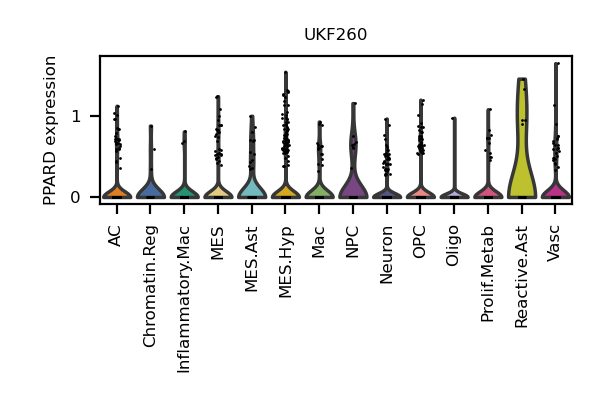 UKF260
PPARD expression
1
0
AC
Chromatin.Reg
Inflammatory.Mac
MES
MES.Ast
MES.Hyp
Mac
NPC
Neuron
OPC
Oligo
Prolif.Metab
Reactive.Ast
Vasc